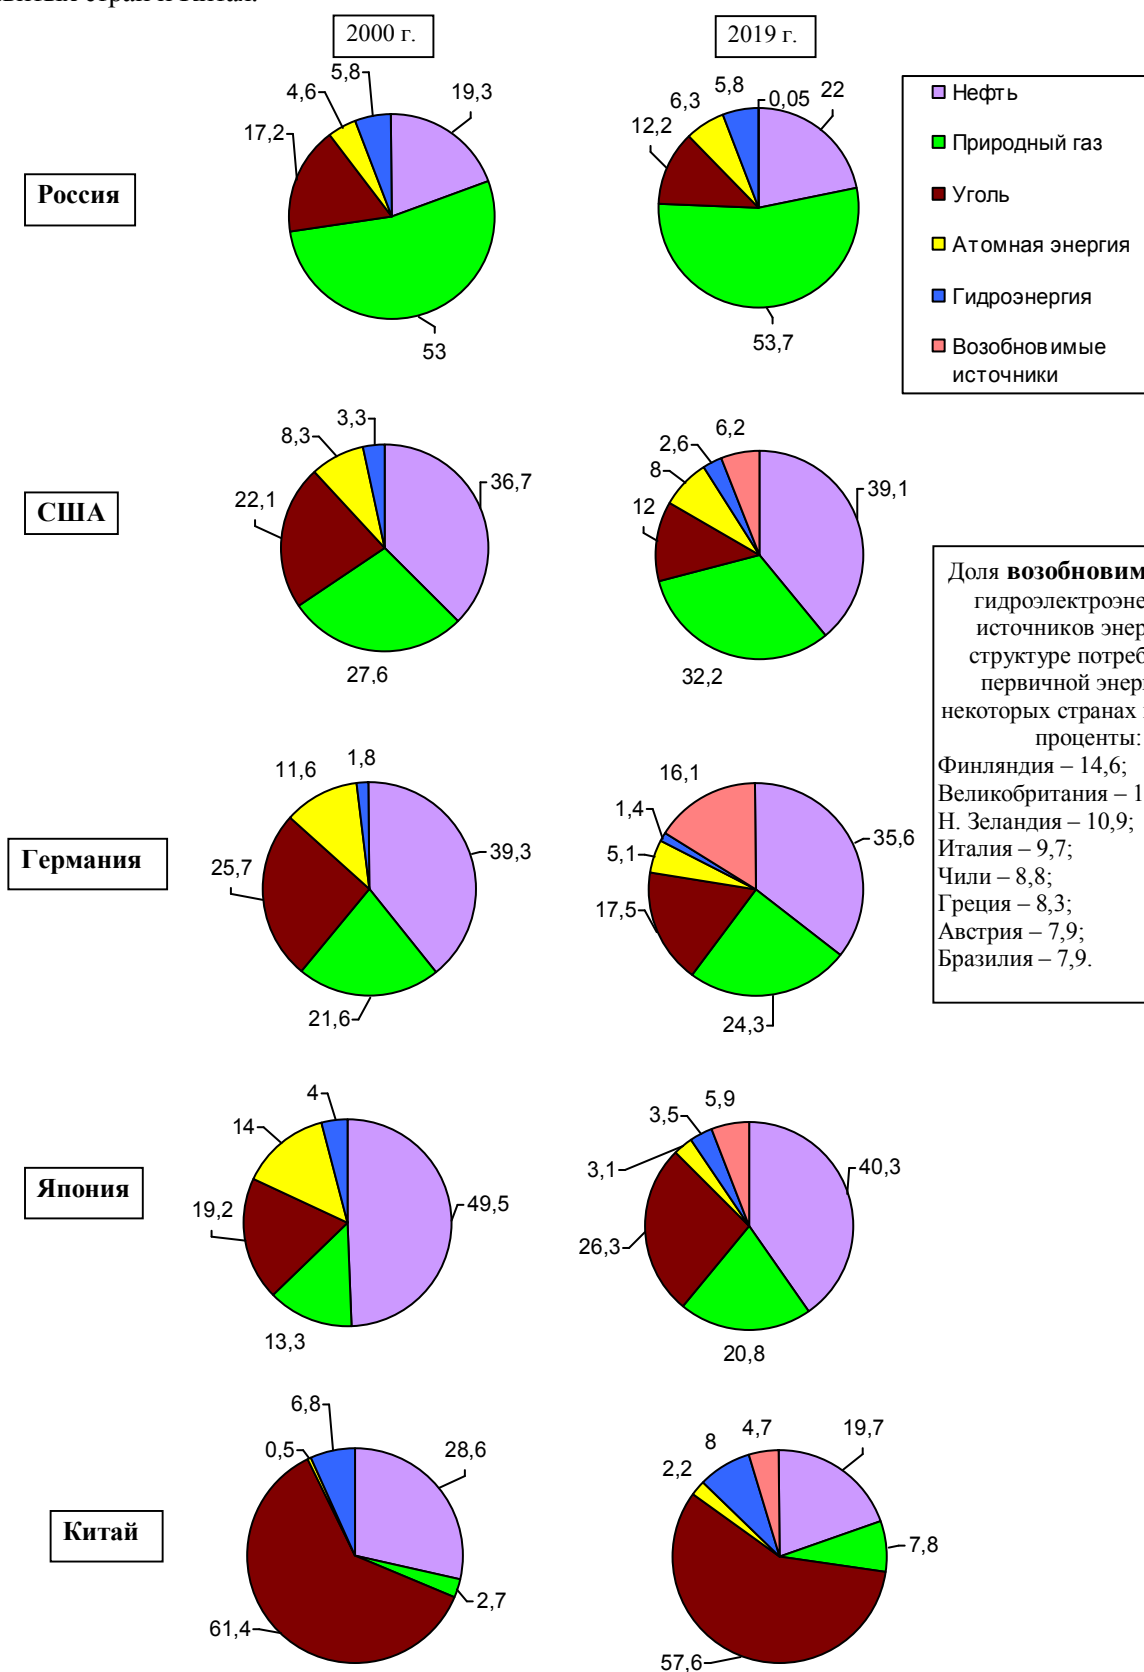 2000 г.
2019 г.
Россия
4,6
5,8
19,3
17,2
53
12,2
6,3
5,8
0,05
22
53,7
Нефть
Природный газ
Уголь
Атомная энергия
Гидроэнергия
Возобновимые
источники
США
22,1
8,3
3,3
36,7
27,6
12
8
2,6
6,2
39,1
32,2
Доля
гидроэлектроэне
источников энер
структуре потреб
первичной энер
некоторых странах
проценты:
Финляндия – 14,6;
Великобритания – 1
Н. Зеландия – 10,9;
Италия – 9,7;
Чили – 8,8;
Греция – 8,3;
Австрия – 7,9;
Бразилия – 7,9.
Германия
25,7
11,6
1,8
39,3
21,6
17,5
5,1
1,4
16,1
35,6
24,3
Япония
19,2
14
4
49,5
13,3
26,3
3,1
3,5
5,9
40,3
20,8
Китай
61,4
0,5
6,8
28,6
2,7
2,2
8
4,7
19,7
7,8
57,6